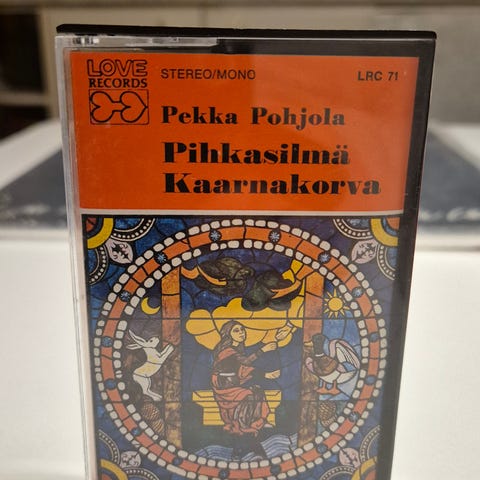 LOVE
RECORDS
STEREO/MONO
LRC 71
Pekka Pohjola
Pihkasilmä
Kaarnakorva